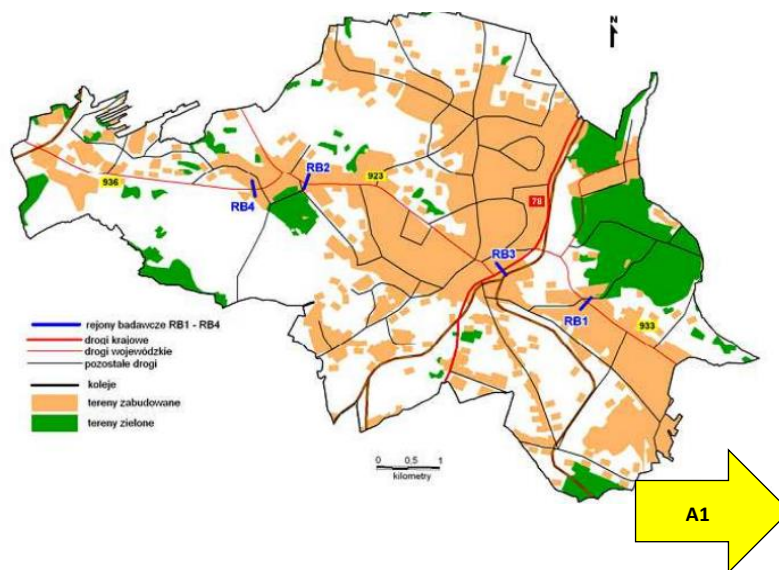 N
RB2
936
923
RB4
78
RB3
RB1
933
rejony badawcze RB1 - RB4
drogi krajowe
drogi wojewódzkie
pozostałe drogi
koleje
tereny zabudowane
tereny zielone
0 0,5 1
kilometry
A1